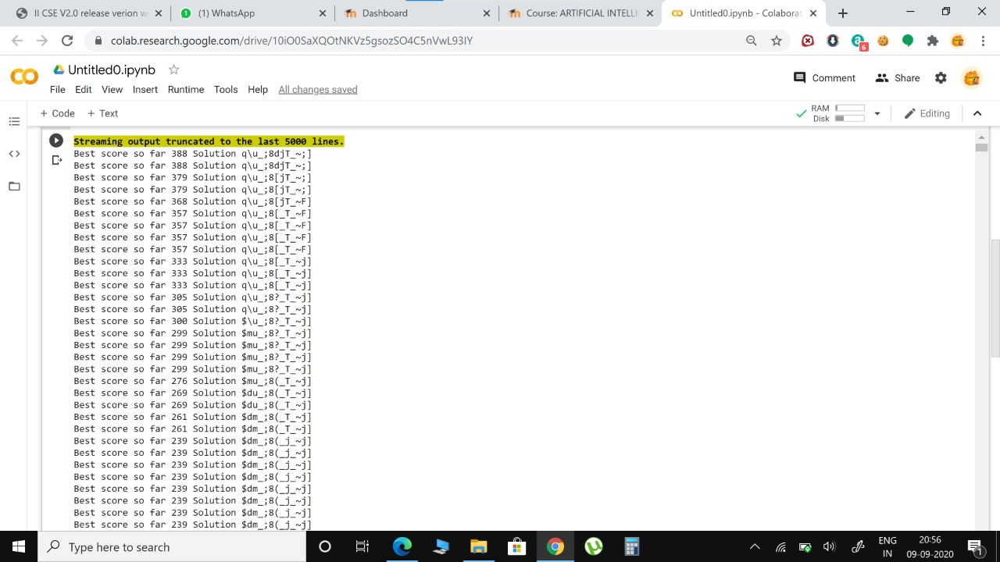 II CSE V2.0 release verion w
(1) WhatsApp
Dashboard
Course: ARTIFICIAL INTELLI
Untitled0.ipynb - Colaborat
colab.research.google.com/drive/10iO0SaXQOtNKVz5gsozSO4C5nVwL93IY
6
Untitled0.ipynb
Comment
Share
File Edit View Insert Runtime Tools Help All changes saved
+ Code + Text
RAM
Disk
Editing
Streaming output truncated to the last 5000 lines.
Best score so far 388 Solution q\u_;8djT_~;]
Best score so far 388 Solution q\u_;8djT_~;]
Best score so far 379 Solution q\u_;8[jT_~;]
Best score so far 379 Solution q\u_;8[jT_~;]
Best score so far 368 Solution q\u_;8[jT_~F]
Best score so far 357 Solution q\u_;8[_T_~F]
Best score so far 357 Solution q\u_;8[_T_~F]
Best score so far 357 Solution q\u_;8[_T_~F]
Best score so far 357 Solution q\u_;8[_T_~F]
Best score so far 333 Solution q\u_;8[_T_~j]
Best score so far 333 Solution q\u_;8[_T_~j]
Best score so far 333 Solution q\u_;8[_T_~j]
Best score so far 305 Solution q\u_;8?_T_~j]
Best score so far 305 Solution q\u_;8?_T_~j]
Best score so far 300 Solution $\u_;8?_T_~j]
Best score so far 299 Solution $mu_;8?_T_~j]
Best score so far 299 Solution $mu_;8?_T_~j]
Best score so far 299 Solution $mu_;8?_T_~j]
Best score so far 299 Solution $mu_;8?_T_~j]
Best score so far 276 Solution $mu_;8(_T_~j]
Best score so far 269 Solution $du_;8(_T_~j]
Best score so far 269 Solution $du_;8(_T_~j]
Best score so far 261 Solution $dm_;8(_T_~j]
Best score so far 261 Solution $dm_;8(_T_~j]
Best score so far 239 Solution $dm_;8(_j_~j]
Best score so far 239 Solution $dm_;8(_j_~j]
Best score so far 239 Solution $dm_;8(_j_~j]
Best score so far 239 Solution $dm_;8(_j_~j]
Best score so far 239 Solution $dm_;8(_j_~j]
Best score so far 239 Solution $dm_;8(_j_~j]
Best score so far 239 Solution $dm_;8(_j_~j]
Best score so far 239 Solution $dm_;8(_j_~j]
Type here to search
ENG
IN
20:56
09-09-2020
1